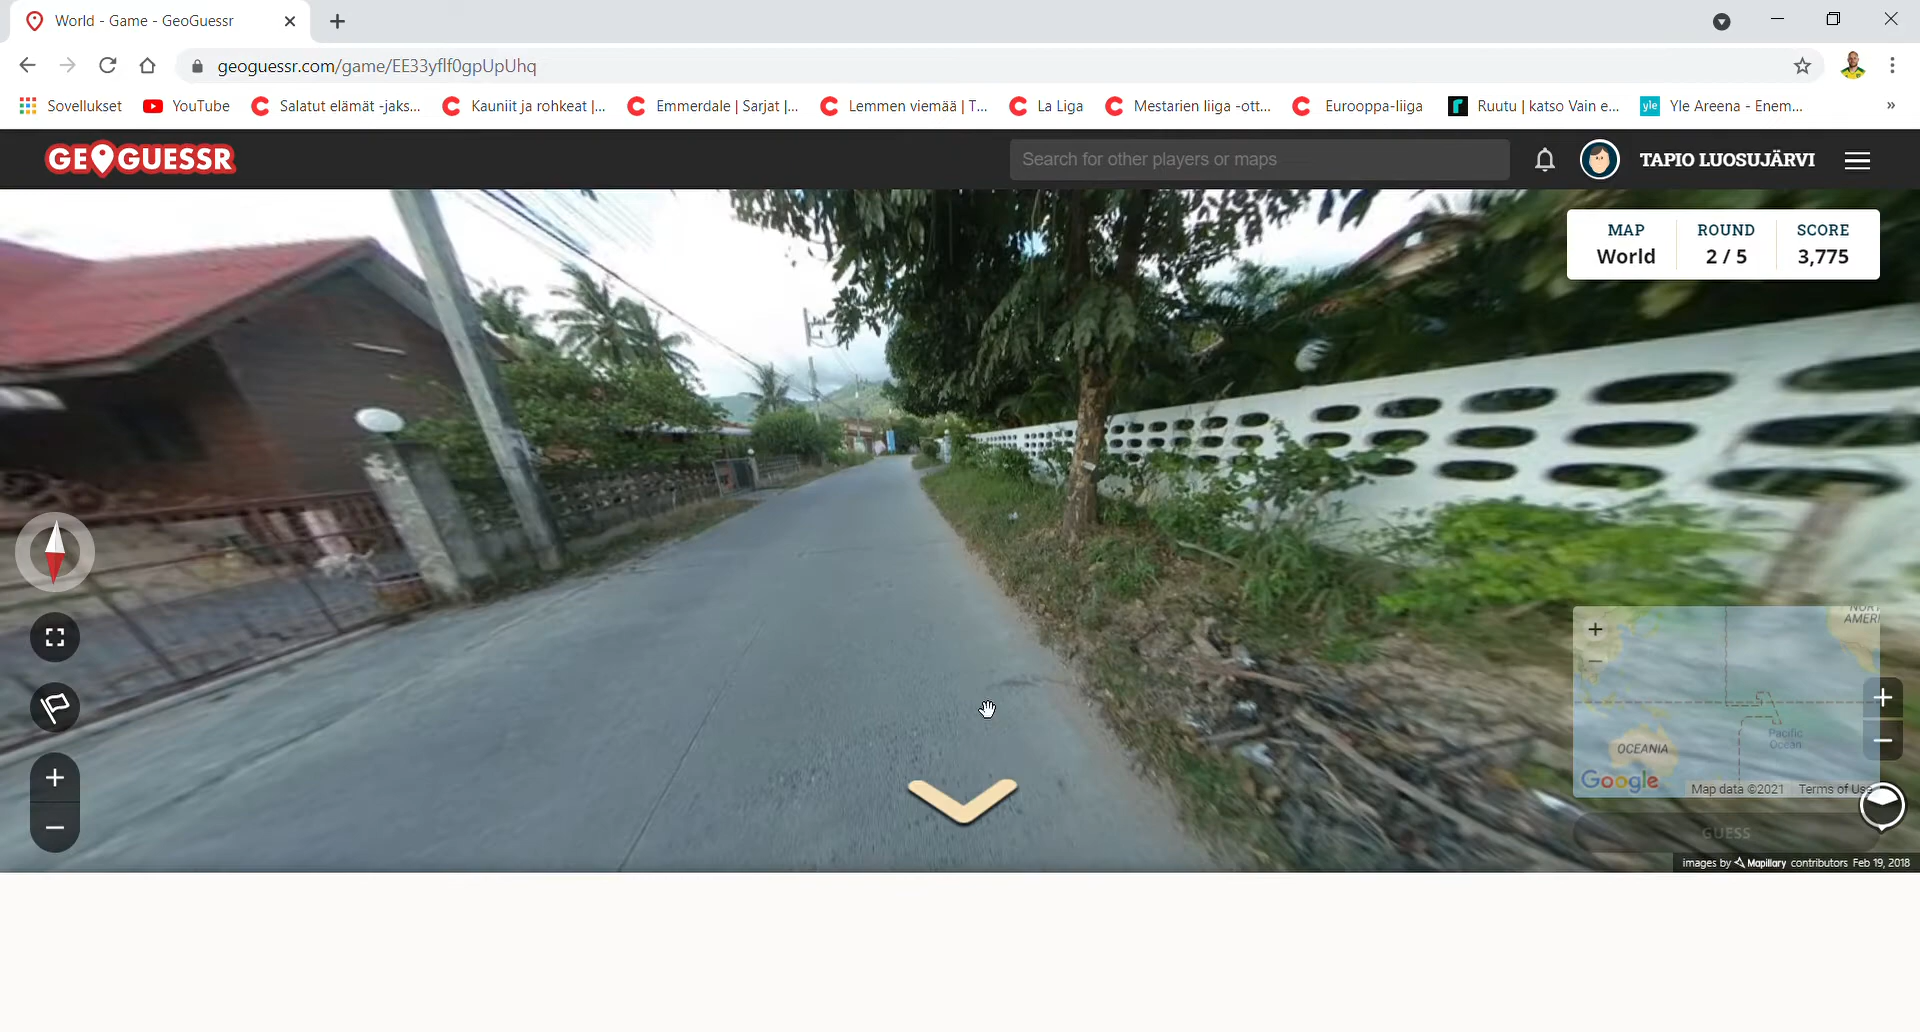 World - Game - GeoGuessr
geoguessr.com/game/EE33yflf0gpUpUhq
Sovellukset YouTube Salatut elämät -jaks... Kauniit ja rohkeat |... Emmerdale | Sarjat |... Lemmen viemää | T... La Liga Mestarien liiga -ott... Eurooppa-liiga Ruutu | katso Vain e... yle Yle Areena - Enem... »
GEOGUESSR Search for other players or maps TAPIO LUOSUJÄRVI
MAP ROUND SCORE
World 2 / 5 3,775
AMERI
OCEANIA
Pacific
Ocean
Google Map data ©2021 Terms of Use
GUESS
images by Mapillary contributors Feb 19, 2018